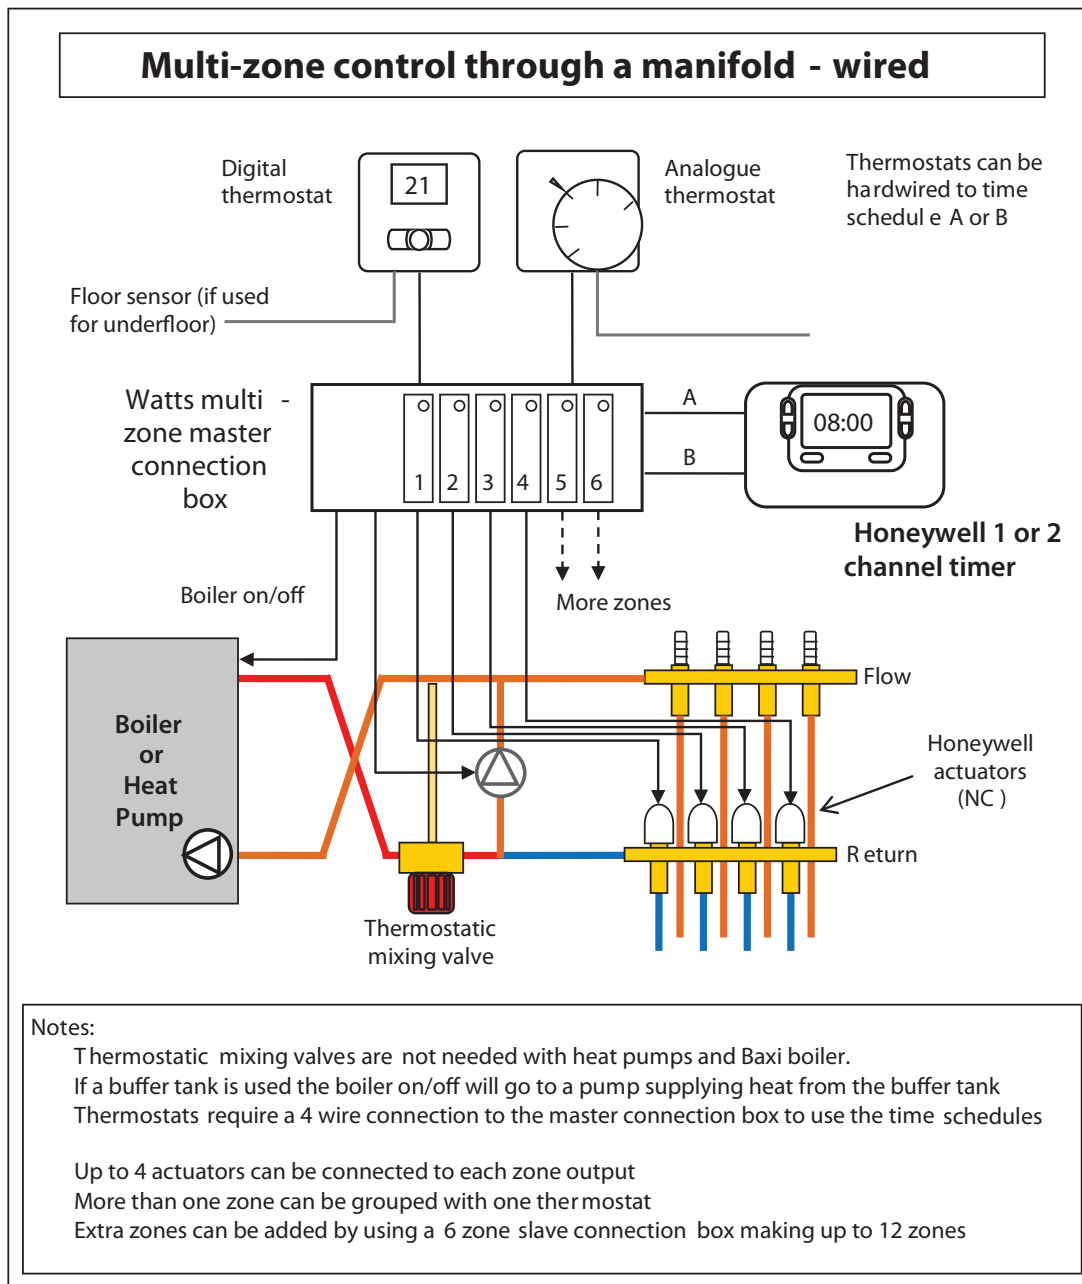 Multi-zone control through a manifold - wired
Digital
thermostat
21
Analogue
thermostat
Thermostats can be
hardwired to time
schedul e A or B
Floor sensor (if used
for underfloor)
Watts multi -
zone master
connection
box
1 2 3 4 5 6
A
B
08:00
Honeywell 1 or 2
channel timer
Boiler on/off
More zones
Boiler
or
Heat
Pump
Flow
Honeywell
actuators
(NC )
R eturn
Thermostatic
mixing valve
Notes:
Thermostatic mixing valves are not needed with heat pumps and Baxi boiler.
If a buffer tank is used the boiler on/off will go to a pump supplying heat from the buffer tank
Thermostats require a 4 wire connection to the master connection box to use the time schedules
Up to 4 actuators can be connected to each zone output
More than one zone can be grouped with one ther mostat
Extra zones can be added by using a 6 zone slave connection box making up to 12 zones